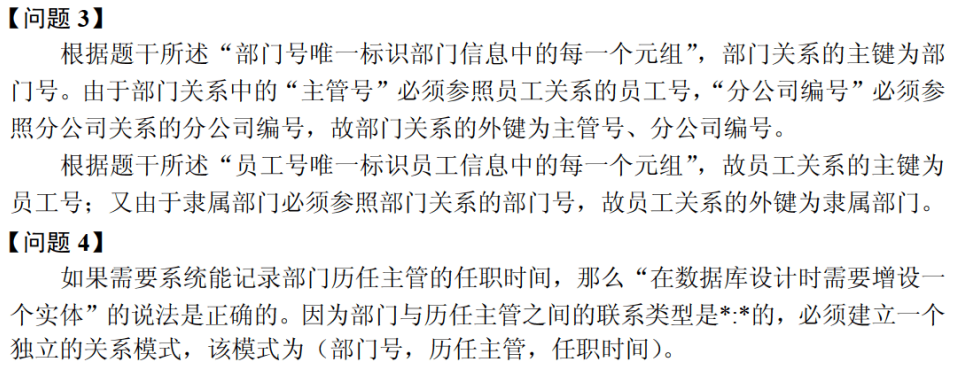 【问题 3】
根据题干所述“部门号唯一标识部门信息中的每一个元组”，部门关系的主键为部
门号。由于部门关系中的“主管号”必须参照员工关系的员工号，“分公司编号”必须参
照分公司关系的分公司编号，故部门关系的外键为主管号、分公司编号。
根据题干所述“员工号唯一标识员工信息中的每一个元组”，故员工关系的主键为
员工号；又由于隶属部门必须参照部门关系的部门号，故员工关系的外键为隶属部门。
【问题 4】
如果需要系统能记录部门历任主管的任职时间，那么“在数据库设计时需要增设一
个实体”的说法是正确的。因为部门与历任主管之间的联系类型是*:*的，必须建立一个
独立的关系模式，该模式为（部门号，历任主管，任职时间）。